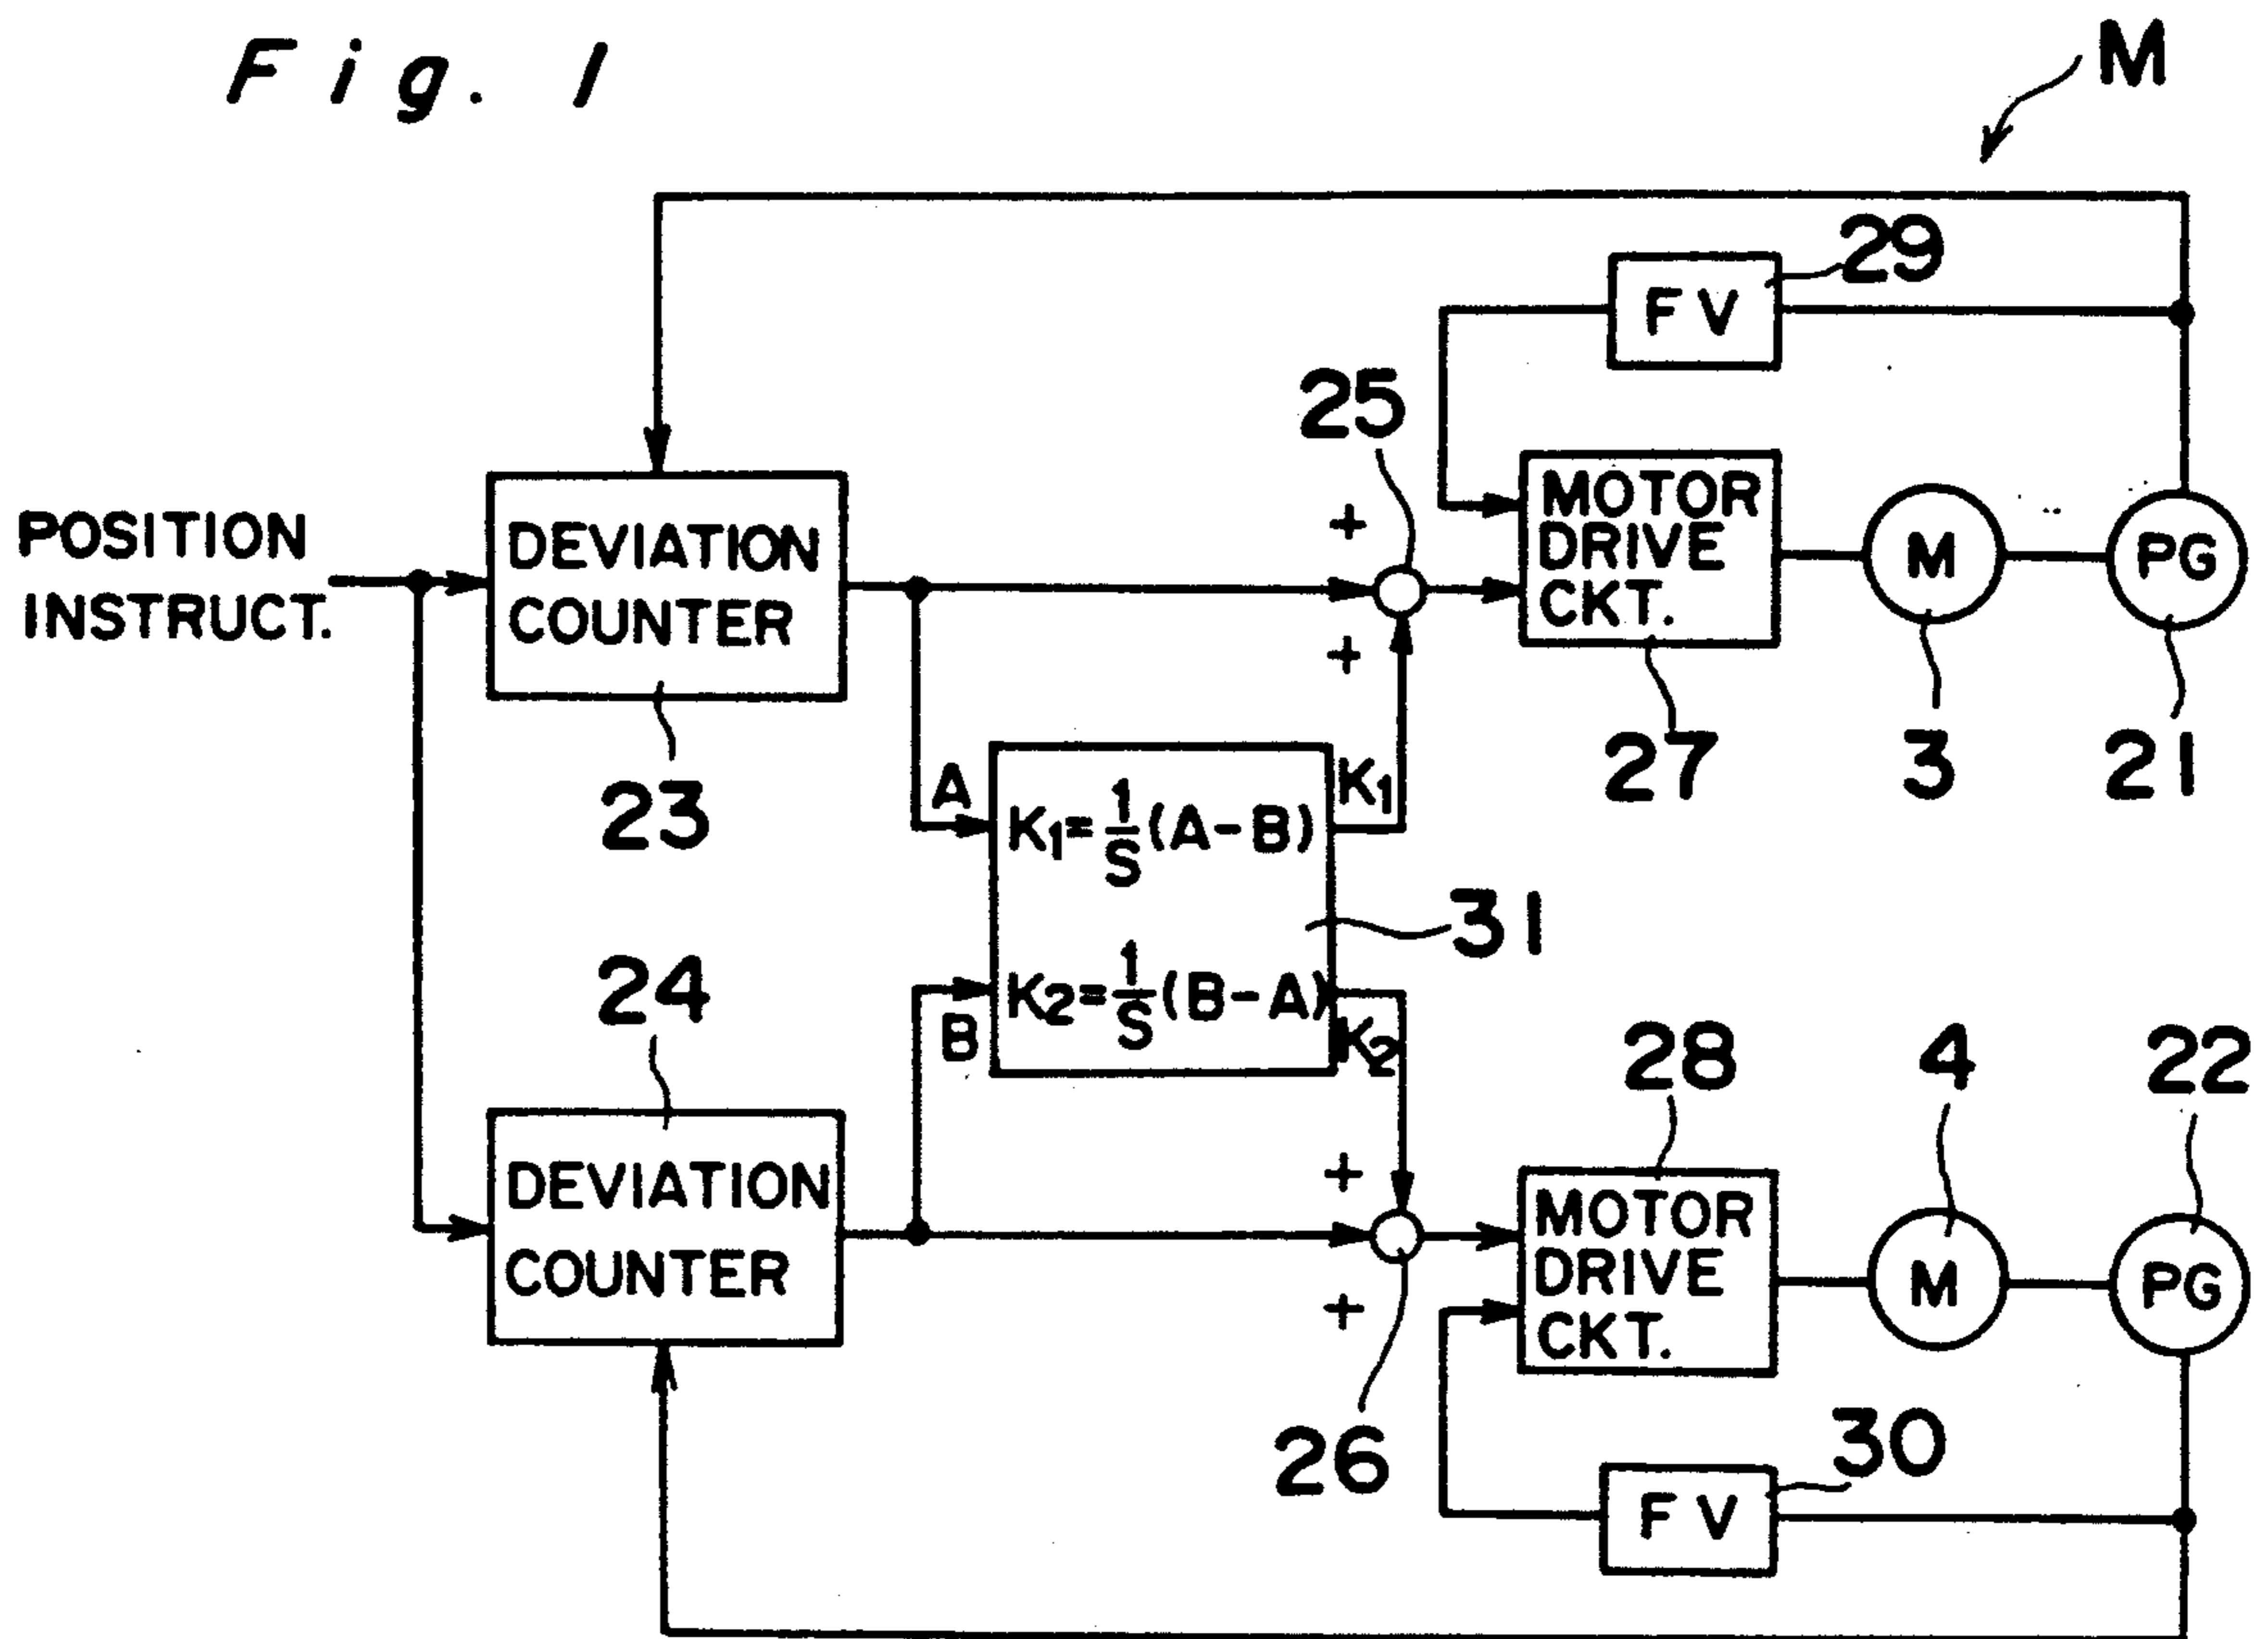 Fig. 1
M
29
FV
25
POSITION
INSTRUCT.
DEVIATION
COUNTER
+
+
MOTOR
DRIVE
CKT.
M
PG
23
27
3
21
A
K1=1/S(A-B)
K1
31
B
K2=1/S(B-A)
K2
24
28
4
22
DEVIATION
COUNTER
+
+
MOTOR
DRIVE
CKT.
M
PG
26
30
FV